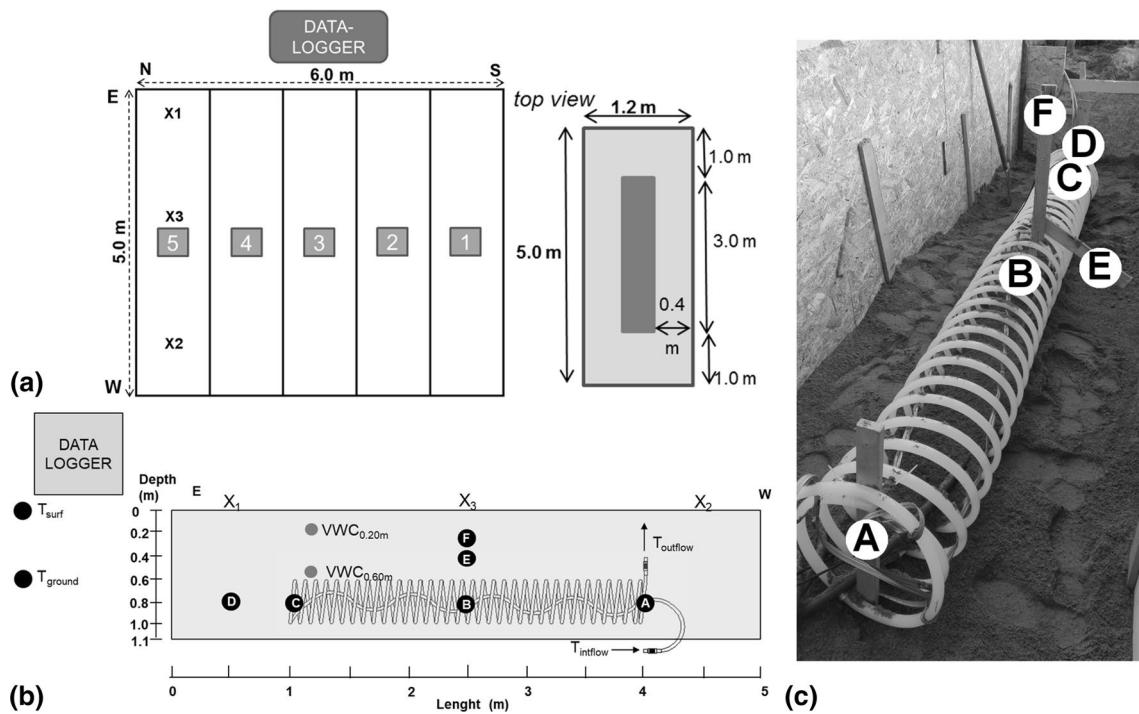 DATA-
LOGGER
N
6.0 m
S
E
X1
X3
5
4
3
2
1
5.0 m
X2
W
(a)
top view
1.2 m
1.0 m
5.0 m
3.0 m
0.4
m
1.0 m
DATA
LOGGER
Tsurf
Tground
Depth
(m)
E
X1
X3
X2
W
0
0.2
0.4
0.6
0.8
1.0
1.1
VWC0.20m
VWC0.60m
F
E
D
C
B
A
Toutflow
Tintflow
0
1
2
3
4
5
Lenght (m)
(b)
F
D
C
E
B
A
(c)